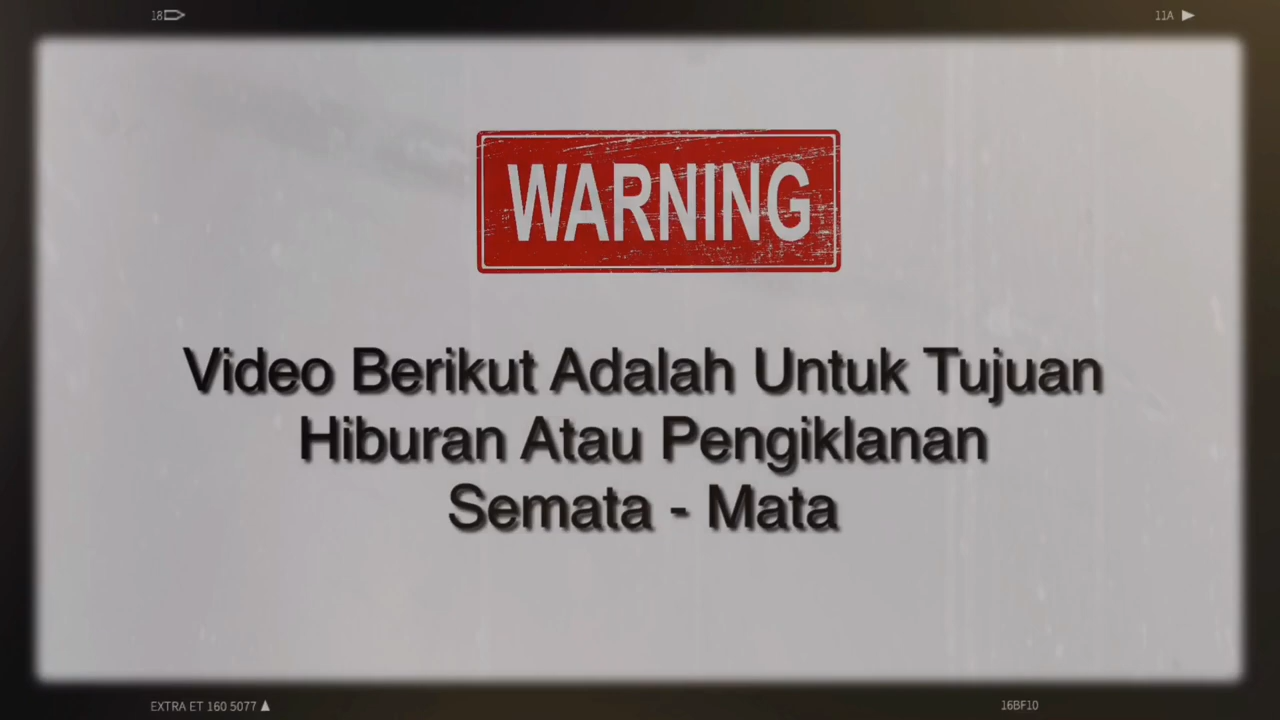 18
11A
WARNING
Video Berikut Adalah Untuk Tujuan
Hiburan Atau Pengiklanan
Semata - Mata
EXTRA ET 160 5077
16BF10